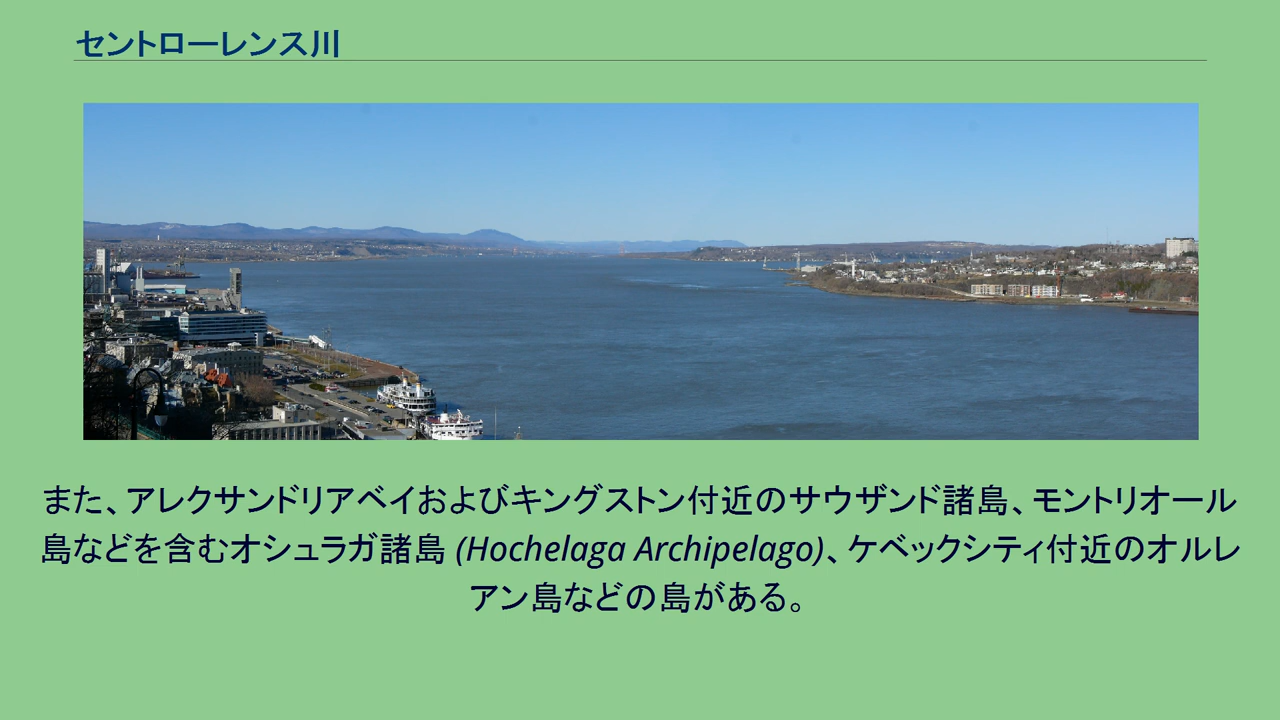 セントローレンス川
また、アレクサンドリアベイおよびキングストン付近のサウザンド諸島、モントリオール
島などを含むオシュラガ諸島 (Hochelaga Archipelago)、ケベックシティ付近のオルレ
アン島などの島がある。